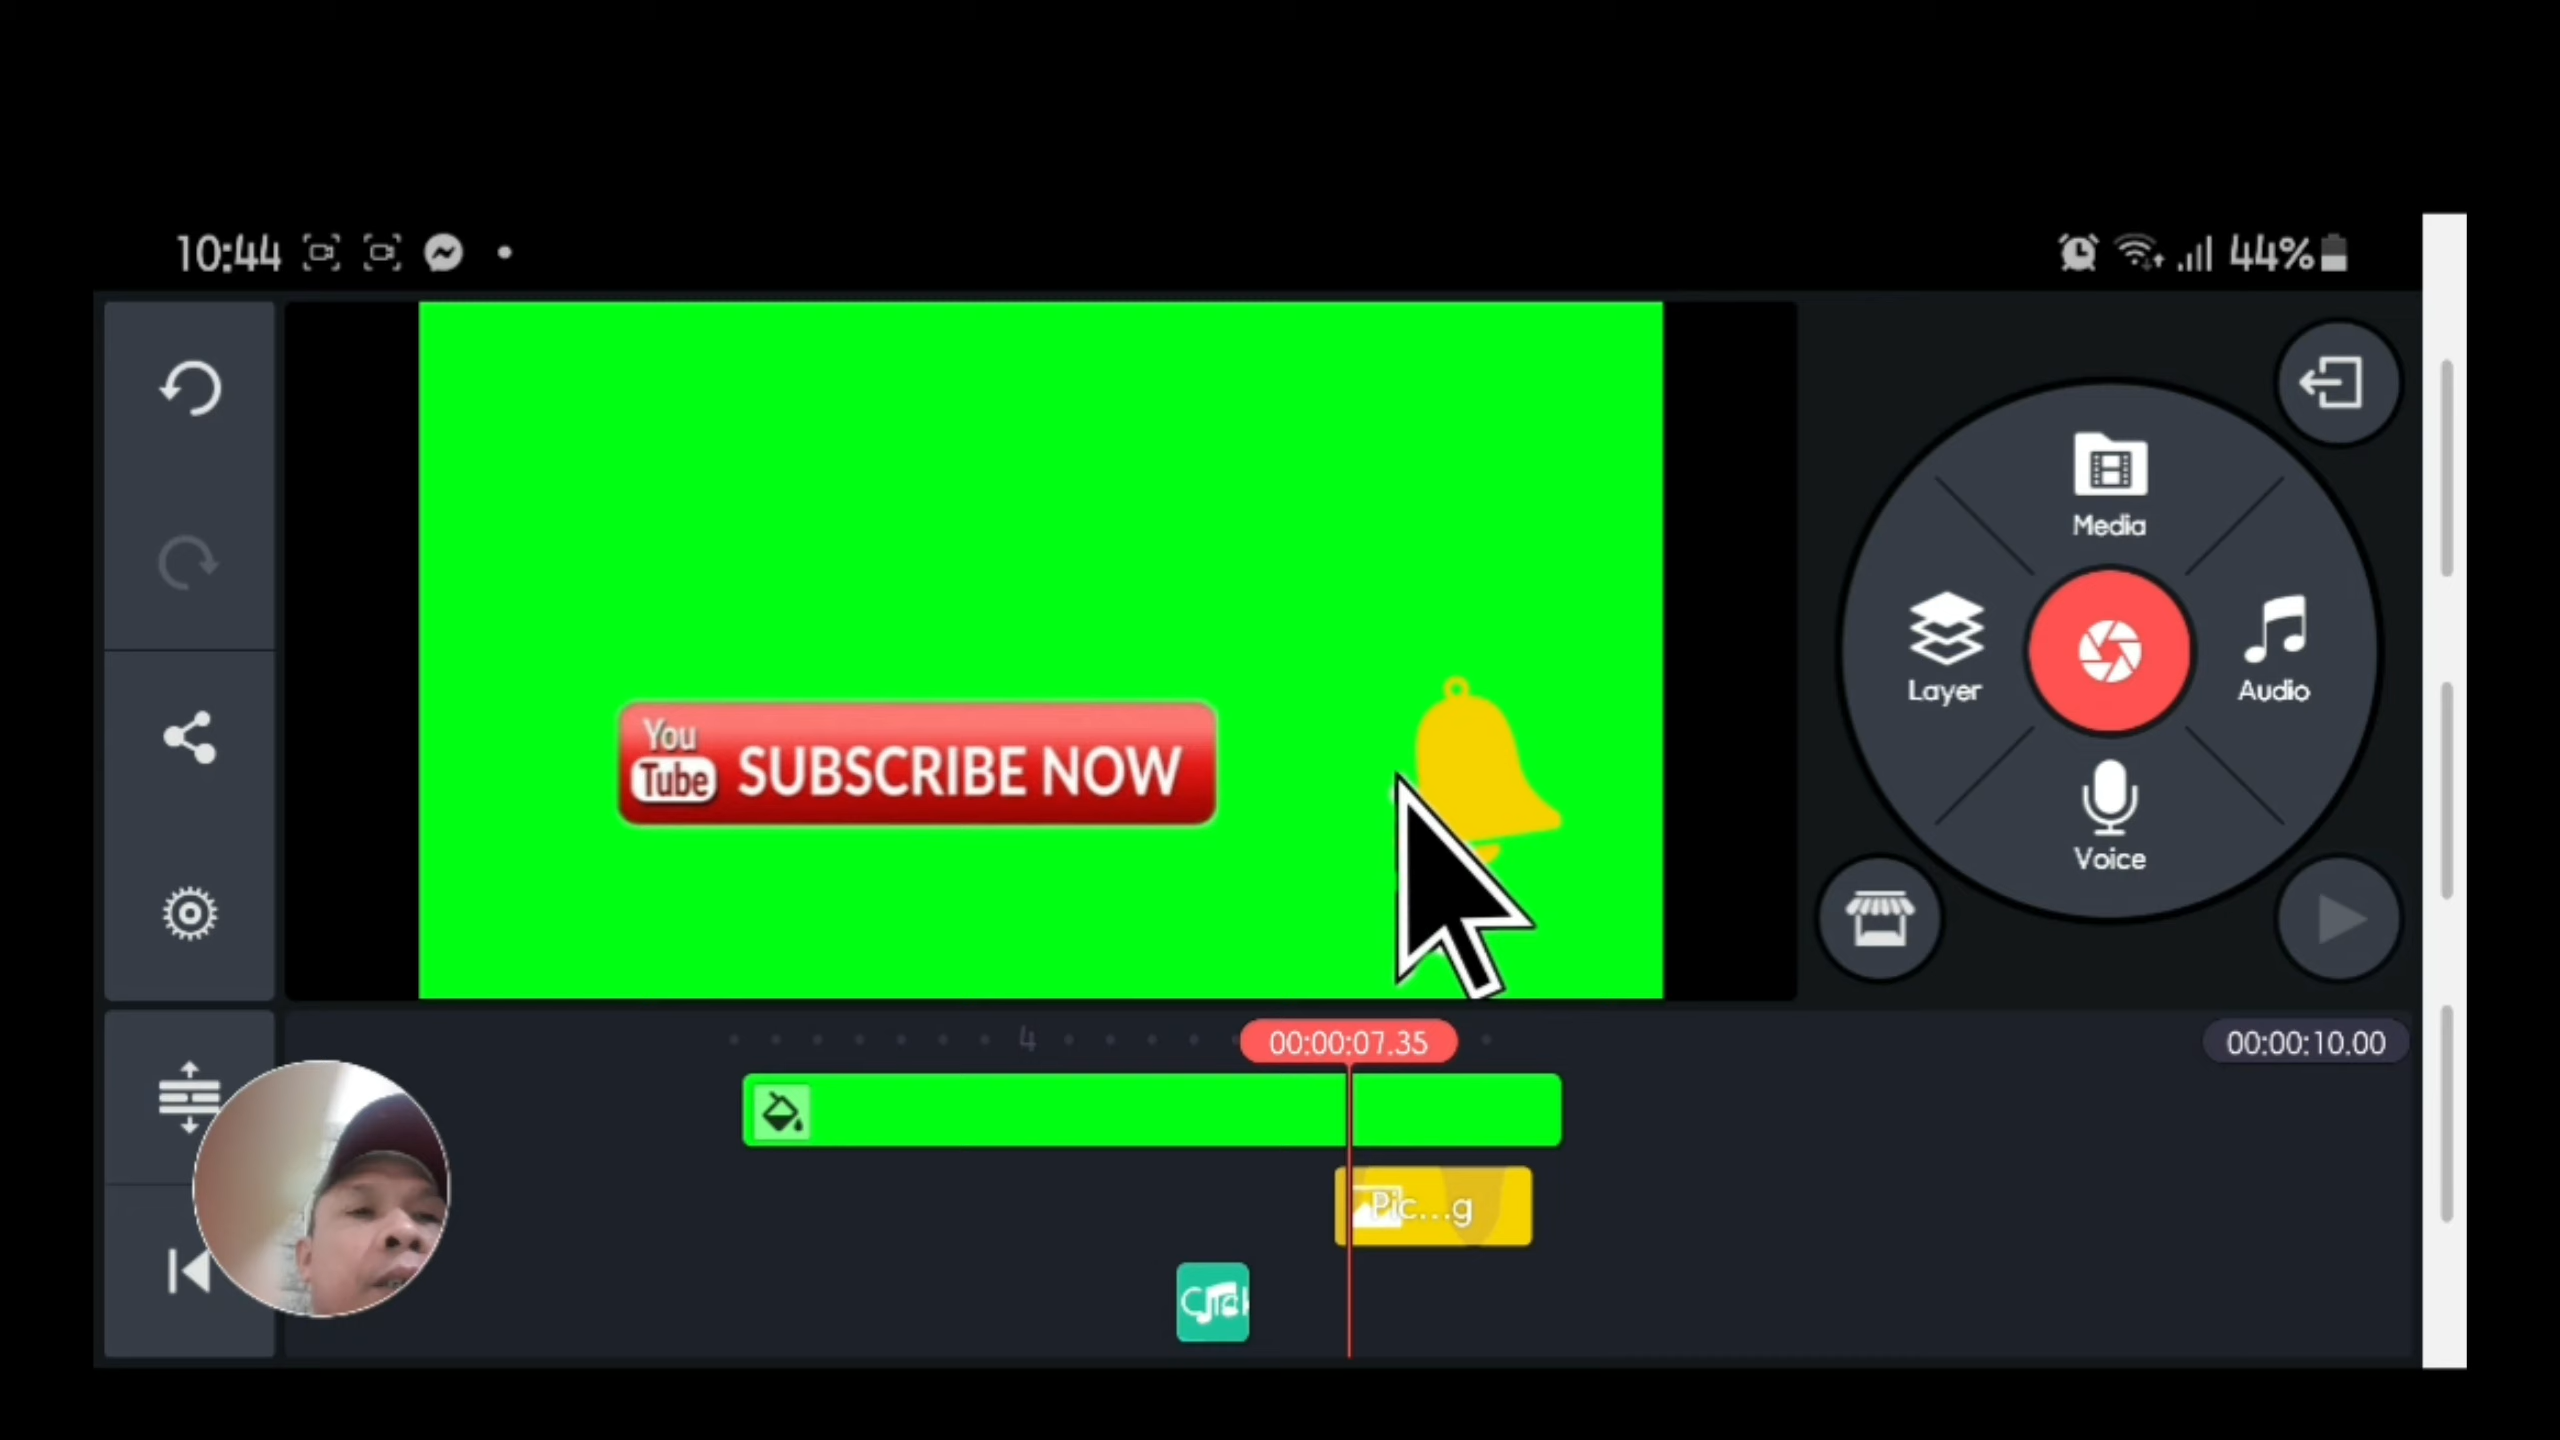 10:44
44%
Media
Layer
Audio
Voice
You
Tube SUBSCRIBE NOW
4
00:00:07.35
00:00:10.00
Pic...g